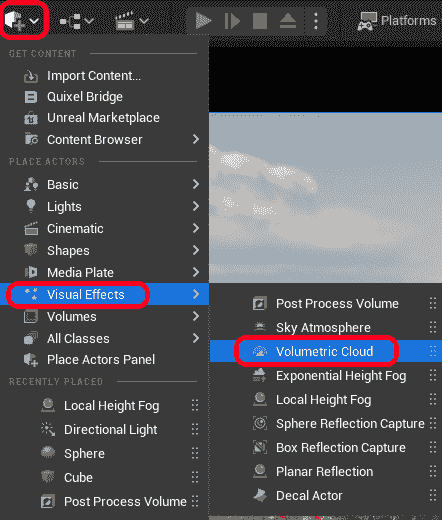 Platforms
GET CONTENT
Import Content...
Quixel Bridge
Unreal Marketplace
Content Browser
PLACE ACTORS
Basic
Lights
Cinematic
Shapes
Media Plate
Visual Effects
Volumes
All Classes
Place Actors Panel
RECENTLY PLACED
Local Height Fog
Directional Light
Sphere
Cube
Post Process Volume
Post Process Volume
Sky Atmosphere
Volumetric Cloud
Exponential Height Fog
Local Height Fog
Sphere Reflection Capture
Box Reflection Capture
Planar Reflection
Decal Actor